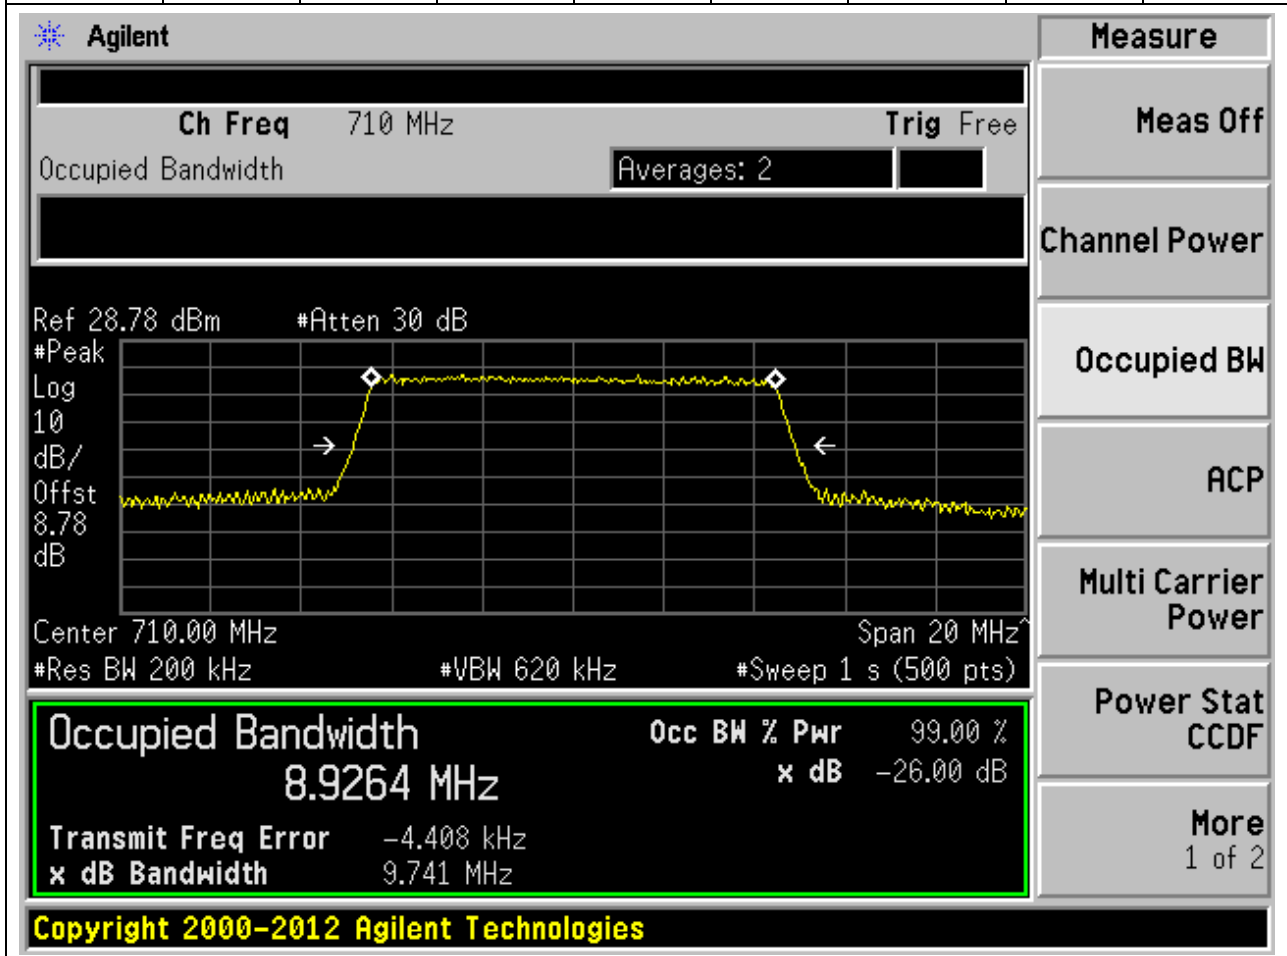 Agilent
Measure
Ch Freq 710 MHz Trig Free
Meas Off
Occupied Bandwidth Averages: 2
Channel Power
Ref 28.78 dBm #Atten 30 dB
#Peak
Log
10
dB/
Offst
8.78
dB
Occupied BW
ACP
Center 710.00 MHz Span 20 MHz^
#Res BW 200 kHz #VBW 620 kHz #Sweep 1 s (500 pts)
Multi Carrier
Power
Occupied Bandwidth Occ BW % Pwr 99.00 %
8.9264 MHz x dB -26.00 dB
Power Stat
CCDF
Transmit Freq Error -4.408 kHz
x dB Bandwidth 9.741 MHz
More
1 of 2
Copyright 2000-2012 Agilent Technologies